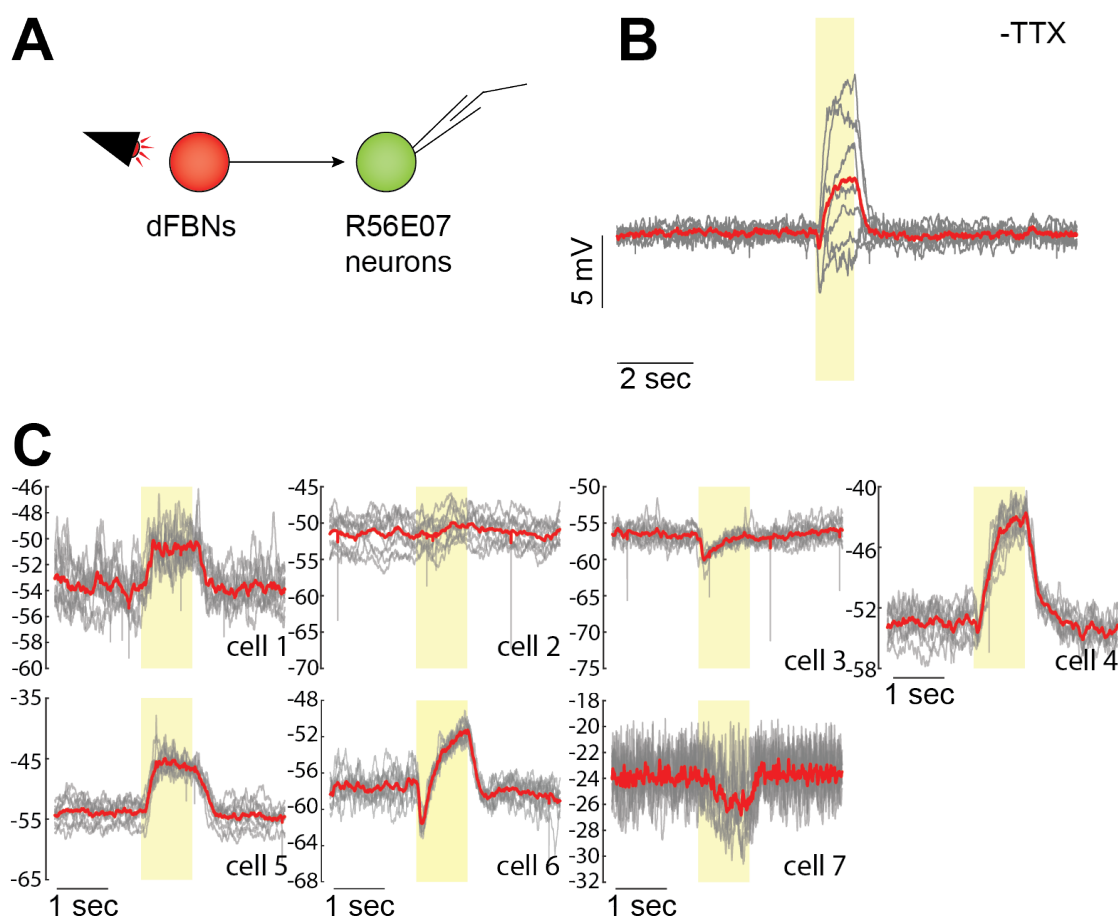 A
dFBNs
R56E07
neurons
B
-TTX
5 mV
2 sec
C
-46
-48
-50
-52
-54
-56
-58
-60
cell 1
-45
-50
-55
-60
-65
-70
cell 2
-50
-55
-60
-65
-70
-75
cell 3
-40
-46
-52
-58
cell 4
1 sec
-35
-45
-55
-65
cell 5
1 sec
-48
-52
-56
-60
-64
-68
cell 6
1 sec
-18
-20
-22
-24
-26
-28
-30
-32
cell 7
1 sec